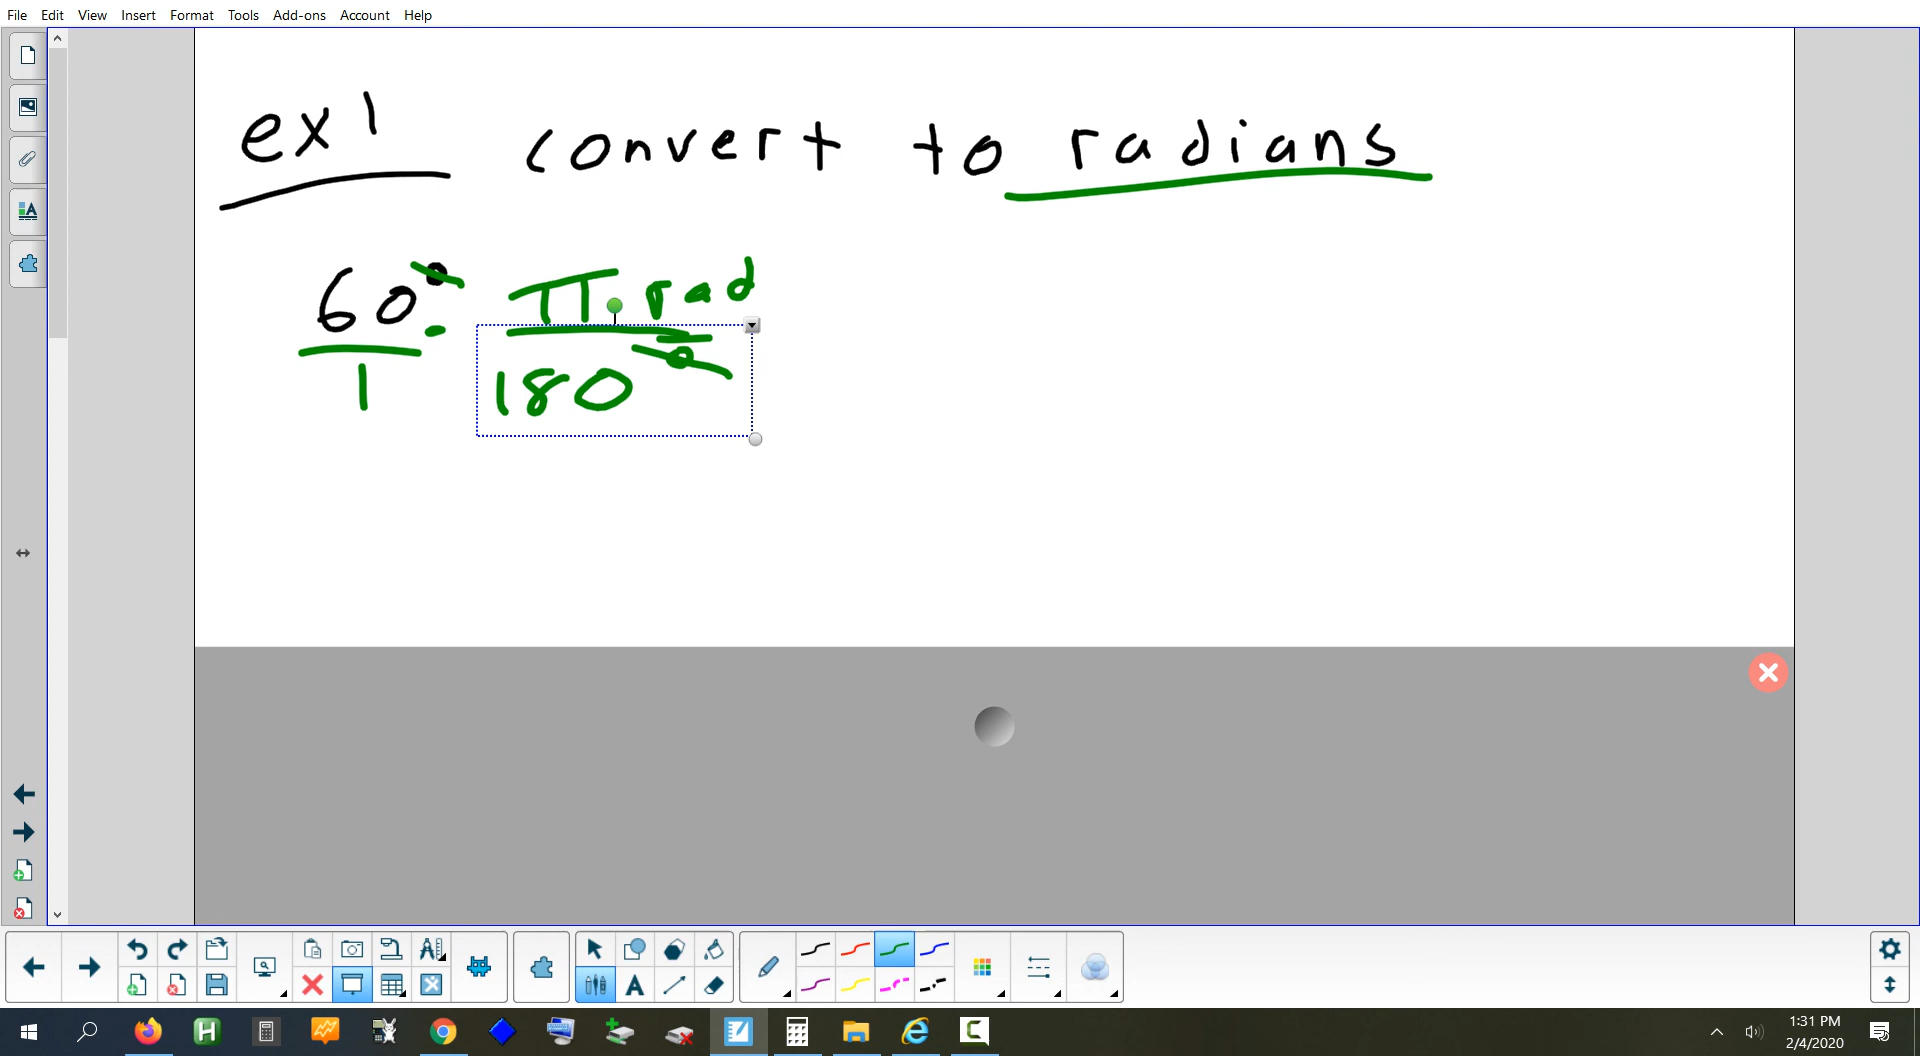 File Edit View Insert Format Tools Add-ons Account Help
ex 1 convert to radians
60° · π rad
1 180°
1:31 PM
2/4/2020